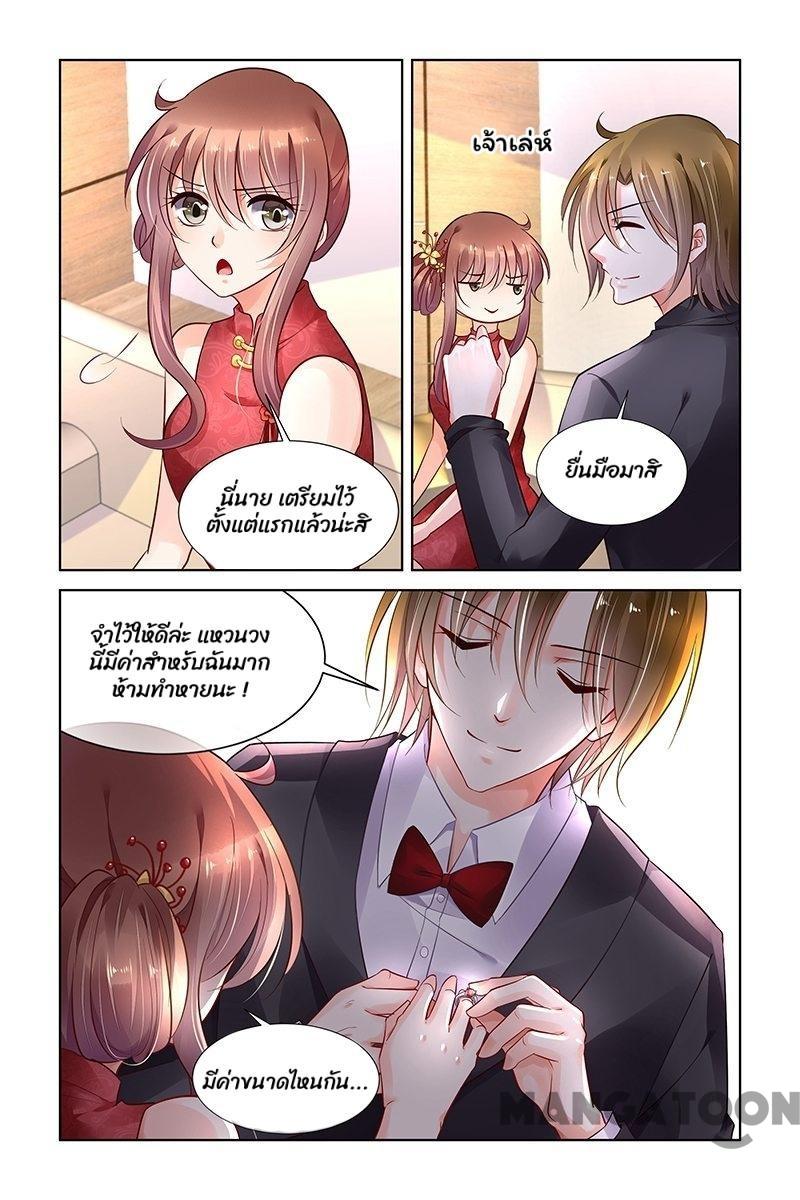 นี่นาย เตรียมไว้
ตั้งแต่แรกแล้วน่ะสิ
เจ้าเล่ห์
ยื่นมือมาสิ
จำไว้ให้ดีล่ะ แหวนวง
นี้มีค่าสำหรับฉันมาก
ห้ามทำหายนะ !
มีค่าขนาดไหนกัน...
MANGATOON